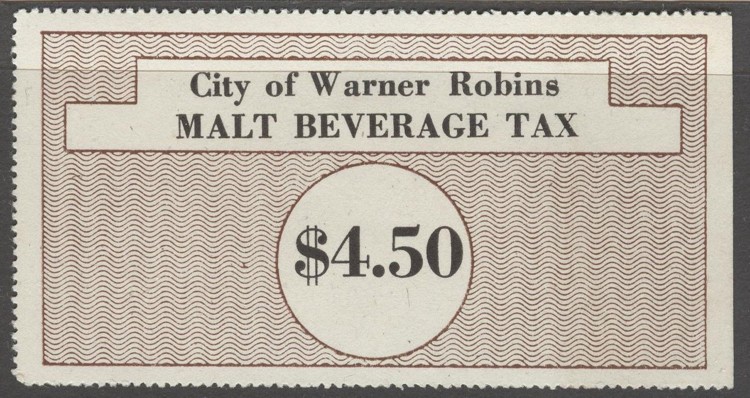 City of Warner Robins
MALT BEVERAGE TAX
$4.50